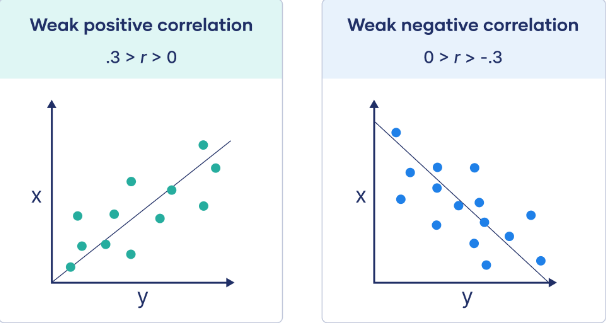 Weak positive correlation
.3 > r > 0
x
y
Weak negative correlation
0 > r > -.3
x
y